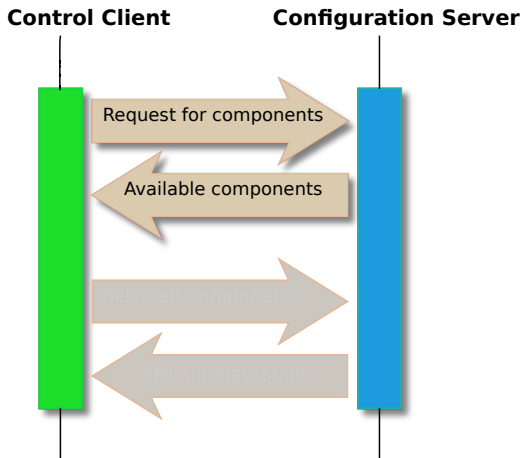 Control Client
Configuration Server
Request for components
Available components
Selected Components
XML Configuration